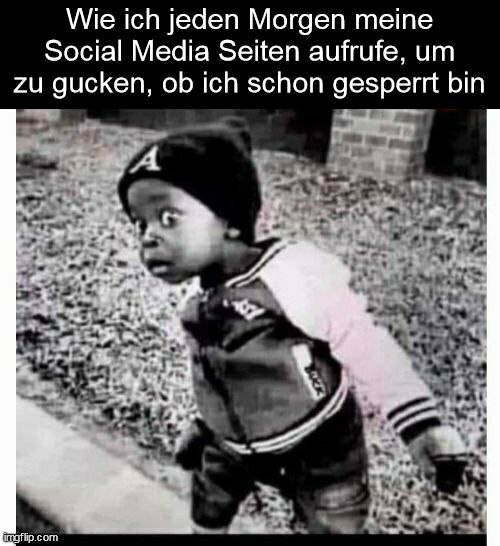 Wie ich jeden Morgen meine
Social Media Seiten aufrufe, um
zu gucken, ob ich schon gesperrt bin
A
imgflip.com